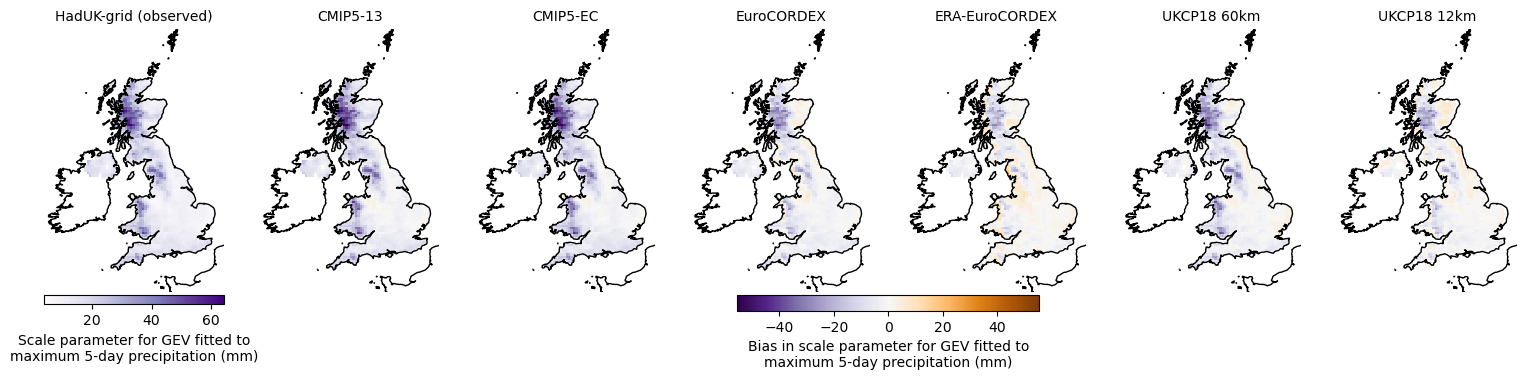 HadUK-grid (observed)
CMIP5-13
CMIP5-EC
EuroCORDEX
ERA-EuroCORDEX
UKCP18 60km
UKCP18 12km
20 40 60
Scale parameter for GEV fitted to
maximum 5-day precipitation (mm)
−40 −20 0 20 40
Bias in scale parameter for GEV fitted to
maximum 5-day precipitation (mm)